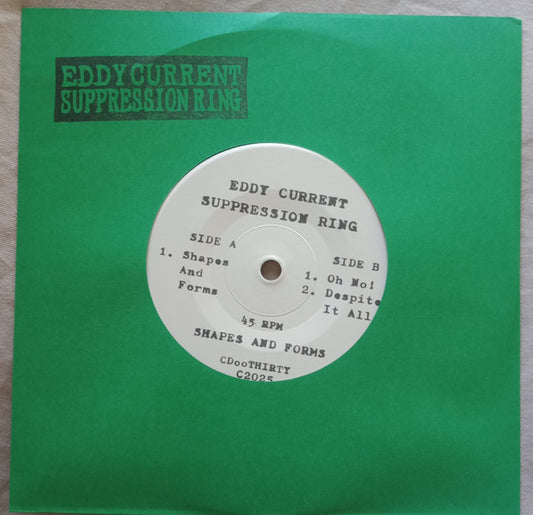 EDDY CURRENT
SUPPRESSION RING
EDDY CURRENT
SUPPRESSION RING
SIDE A
1. Shapes
And
Forms
SIDE B
1. Oh No!
2. Despite
It All
45 RPM
SHAPES AND FORMS
CDooTHIRTY
C2025